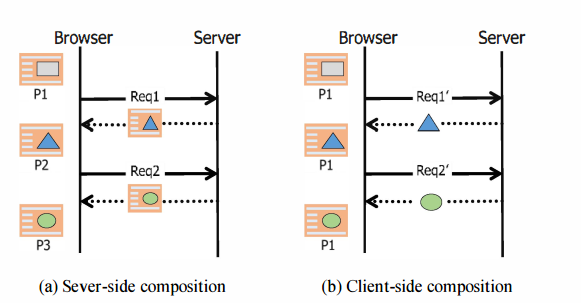 Browser Server
P1
Req1
P2
Req2
P3
(a) Sever-side composition
Browser Server
P1
Req1′
P1
Req2′
P1
(b) Client-side composition